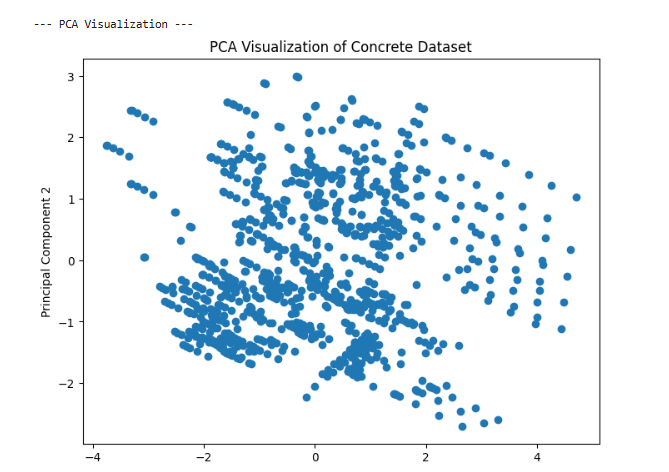 --- PCA Visualization ---
PCA Visualization of Concrete Dataset
3
2
1
0
−1
−2
Principal Component 2
−4 −2 0 2 4